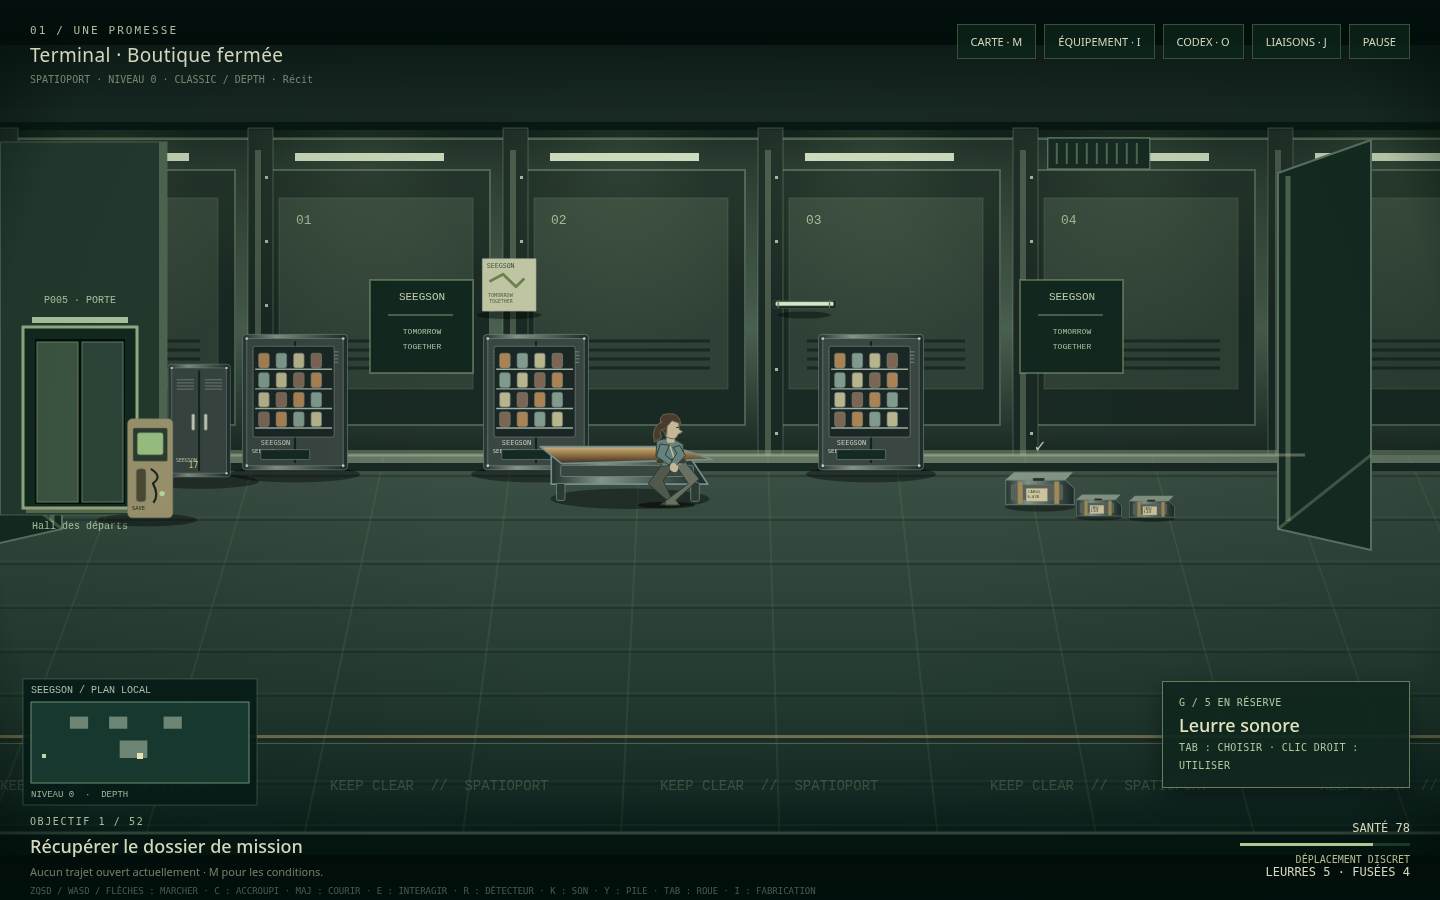 01 / UNE PROMESSE
Terminal · Boutique fermée
SPATIOPORT · NIVEAU 0 · CLASSIC / DEPTH · Récit
CARTE · M
ÉQUIPEMENT · I
CODEX · O
LIAISONS · J
PAUSE
01
02
03
04
SEEGSON
TOMORROW
TOGETHER
SEEGSON
TOMORROW
TOGETHER
SEEGSON
TOMORROW
TOGETHER
P005 · PORTE
SEEGSON
SEEGSON
SEEGSON
17
SAVE
Hall des départs
✓
SEEGSON / PLAN LOCAL
NIVEAU 0 · DEPTH
G / 5 EN RÉSERVE
Leurre sonore
TAB : CHOISIR · CLIC DROIT :
UTILISER
KEEP CLEAR // SPATIOPORT
KEEP CLEAR // SPATIOPORT
KEEP CLEAR // SPATIOPORT
OBJECTIF 1 / 52
Récupérer le dossier de mission
Aucun trajet ouvert actuellement · M pour les conditions.
ZQSD / WASD / FLÈCHES : MARCHER · C : ACCROUPI · MAJ : COURIR · E : INTERAGIR · R : DÉTECTEUR · K : SON · Y : PILE · TAB : ROUE · I : FABRICATION
SANTÉ 78
DÉPLACEMENT DISCRET
LEURRES 5 · FUSÉES 4